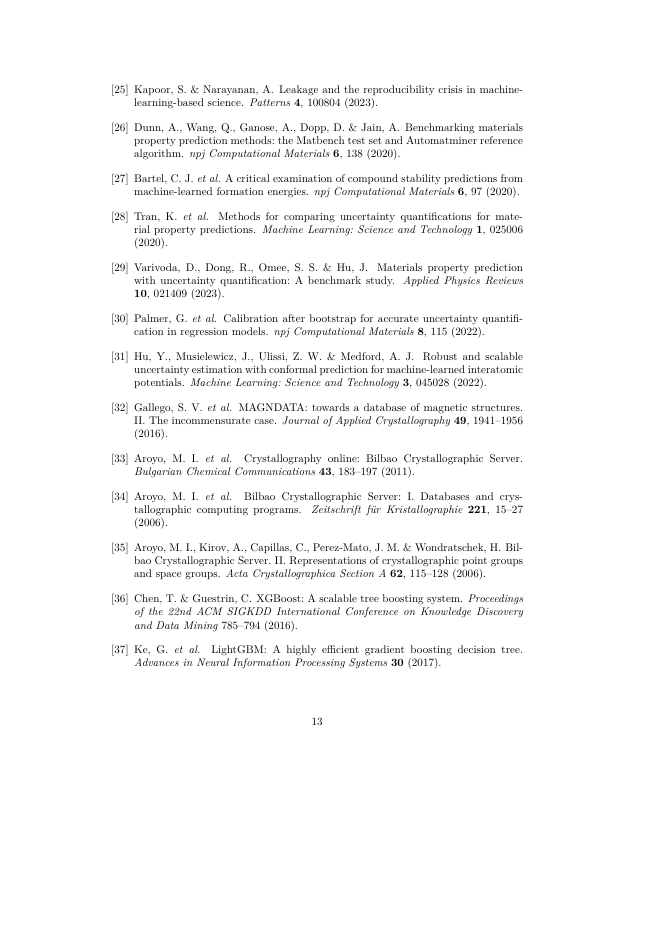 [25] Kapoor, S. & Narayanan, A. Leakage and the reproducibility crisis in machine-
learning-based science. Patterns 4, 100804 (2023).
[26] Dunn, A., Wang, Q., Ganose, A., Dopp, D. & Jain, A. Benchmarking materials
property prediction methods: the Matbench test set and Automatminer reference
algorithm. npj Computational Materials 6, 138 (2020).
[27] Bartel, C. J. et al. A critical examination of compound stability predictions from
machine-learned formation energies. npj Computational Materials 6, 97 (2020).
[28] Tran, K. et al. Methods for comparing uncertainty quantifications for mate-
rial property predictions. Machine Learning: Science and Technology 1, 025006
(2020).
[29] Varivoda, D., Dong, R., Omee, S. S. & Hu, J. Materials property prediction
with uncertainty quantification: A benchmark study. Applied Physics Reviews
10, 021409 (2023).
[30] Palmer, G. et al. Calibration after bootstrap for accurate uncertainty quantifi-
cation in regression models. npj Computational Materials 8, 115 (2022).
[31] Hu, Y., Musielewicz, J., Ulissi, Z. W. & Medford, A. J. Robust and scalable
uncertainty estimation with conformal prediction for machine-learned interatomic
potentials. Machine Learning: Science and Technology 3, 045028 (2022).
[32] Gallego, S. V. et al. MAGNDATA: towards a database of magnetic structures.
II. The incommensurate case. Journal of Applied Crystallography 49, 1941–1956
(2016).
[33] Aroyo, M. I. et al. Crystallography online: Bilbao Crystallographic Server.
Bulgarian Chemical Communications 43, 183–197 (2011).
[34] Aroyo, M. I. et al. Bilbao Crystallographic Server: I. Databases and crys-
tallographic computing programs. Zeitschrift für Kristallographie 221, 15–27
(2006).
[35] Aroyo, M. I., Kirov, A., Capillas, C., Perez-Mato, J. M. & Wondratschek, H. Bil-
bao Crystallographic Server. II. Representations of crystallographic point groups
and space groups. Acta Crystallographica Section A 62, 115–128 (2006).
[36] Chen, T. & Guestrin, C. XGBoost: A scalable tree boosting system. Proceedings
of the 22nd ACM SIGKDD International Conference on Knowledge Discovery
and Data Mining 785–794 (2016).
[37] Ke, G. et al. LightGBM: A highly efficient gradient boosting decision tree.
Advances in Neural Information Processing Systems 30 (2017).
13